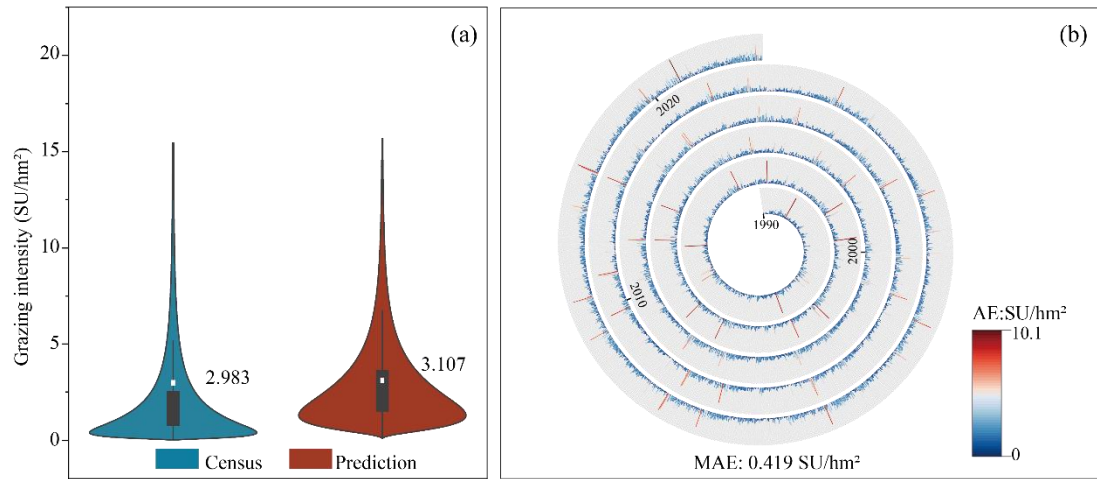 (a)
20
15
10
5
0
Grazing intensity (SU/hm²)
2.983
3.107
Census
Prediction
(b)
1990
2000
2010
2020
AE:SU/hm²
10.1
0
MAE: 0.419 SU/hm²